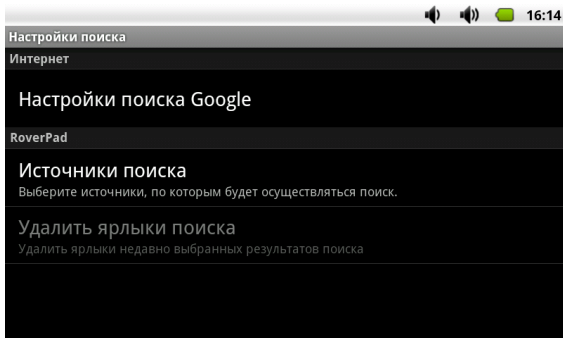 16:14
Настройки поиска
Интернет
Настройки поиска Google
RoverPad
Источники поиска
Выберите источники, по которым будет осуществляться поиск.
Удалить ярлыки поиска
Удалить ярлыки недавно выбранных результатов поиска